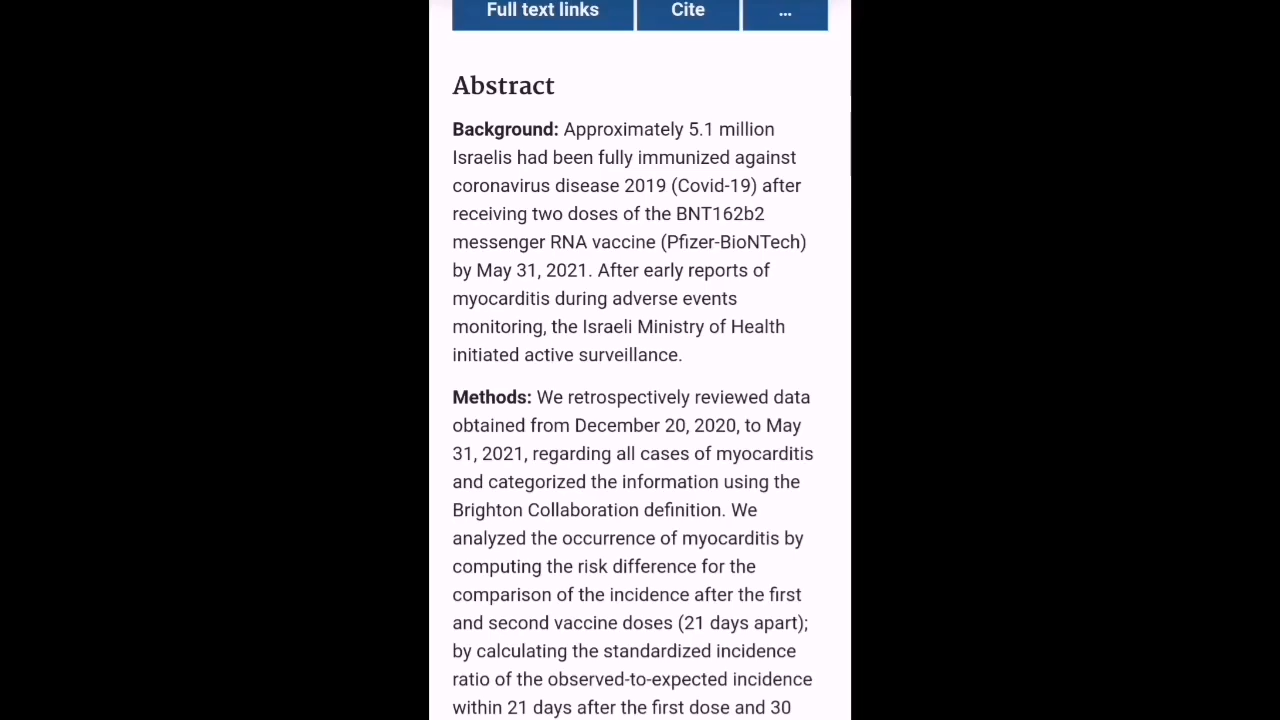 Full text links
Cite
...
Abstract
Background: Approximately 5.1 million
Israelis had been fully immunized against
coronavirus disease 2019 (Covid-19) after
receiving two doses of the BNT162b2
messenger RNA vaccine (Pfizer-BioNTech)
by May 31, 2021. After early reports of
myocarditis during adverse events
monitoring, the Israeli Ministry of Health
initiated active surveillance.
Methods: We retrospectively reviewed data
obtained from December 20, 2020, to May
31, 2021, regarding all cases of myocarditis
and categorized the information using the
Brighton Collaboration definition. We
analyzed the occurrence of myocarditis by
computing the risk difference for the
comparison of the incidence after the first
and second vaccine doses (21 days apart);
by calculating the standardized incidence
ratio of the observed-to-expected incidence
within 21 days after the first dose and 30